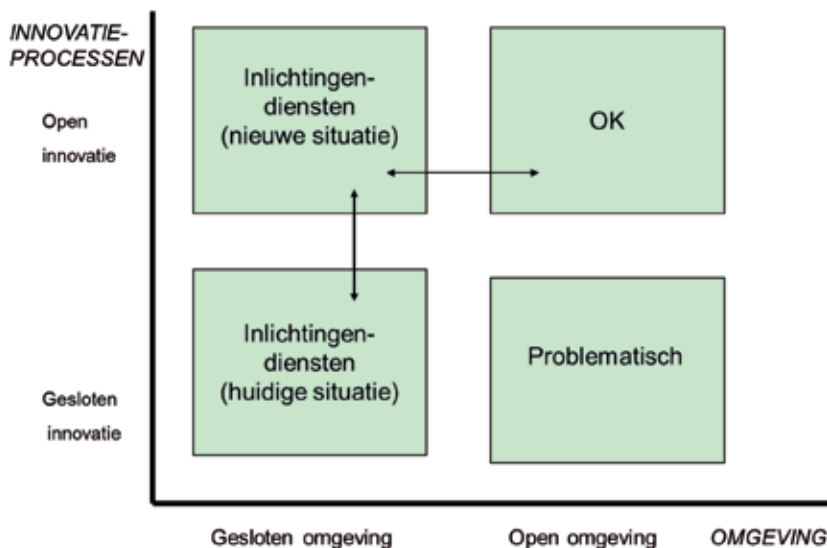 INNOVATIE-
PROCESSEN
Inlichtingen-
diensten
(nieuwe situatie)
OK
Open
innovatie
Inlichtingen-
diensten
(huidige situatie)
Problematisch
Gesloten
innovatie
Gesloten omgeving
Open omgeving
OMGEVING